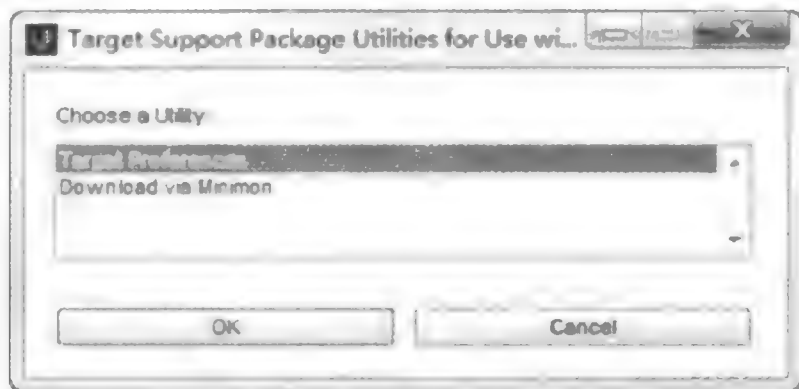 Target Support Package Utilities for Use wi...
Choose a Utility
Target Preferences
Download via Minimon
OK
Cancel